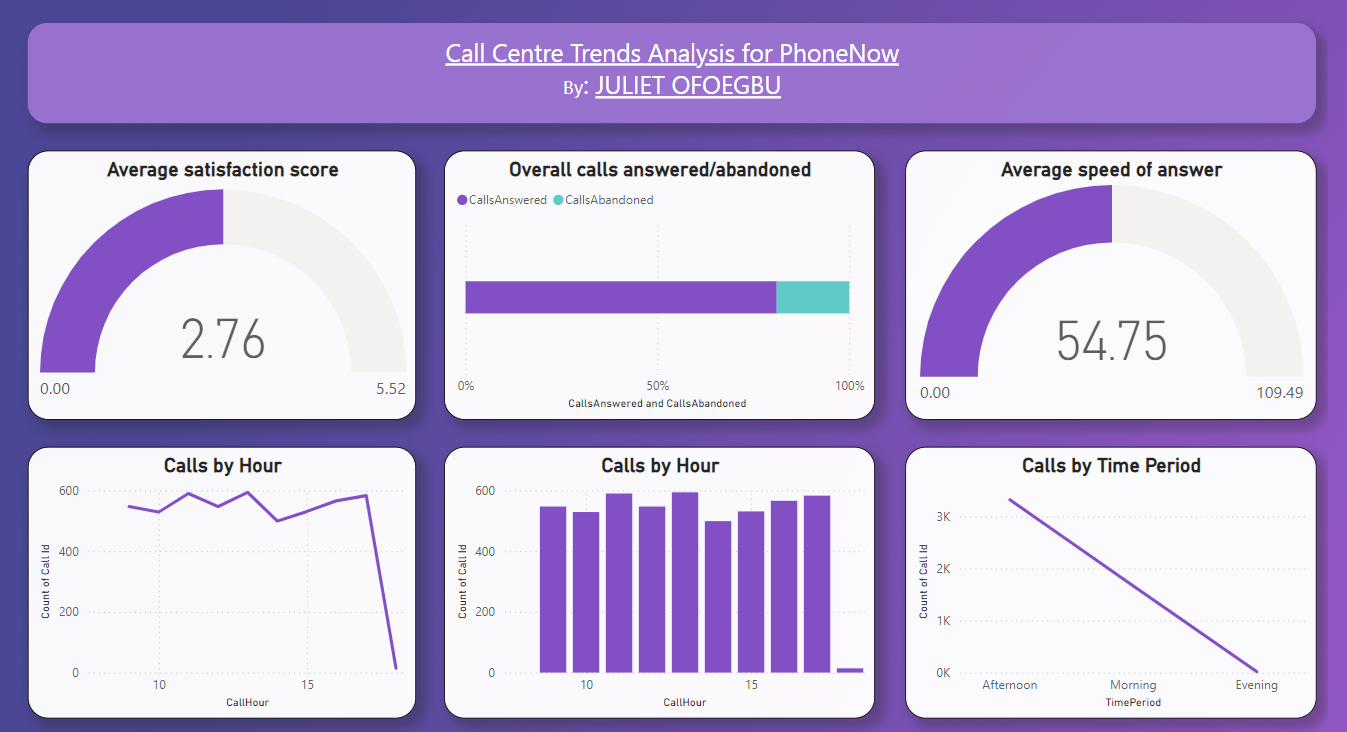 Call Centre Trends Analysis for PhoneNow
By: JULIET OFOEGBU
Average satisfaction score
2.76
0.00
5.52
Overall calls answered/abandoned
CallsAnswered CallsAbandoned
0% 50% 100%
CallsAnswered and CallsAbandoned
Average speed of answer
54.75
0.00
109.49
Calls by Hour
Count of Call Id
600
400
200
0
10 15
CallHour
Calls by Hour
Count of Call Id
600
400
200
0
10 15
CallHour
Calls by Time Period
Count of Call Id
3K
2K
1K
0K
Afternoon Morning Evening
TimePeriod